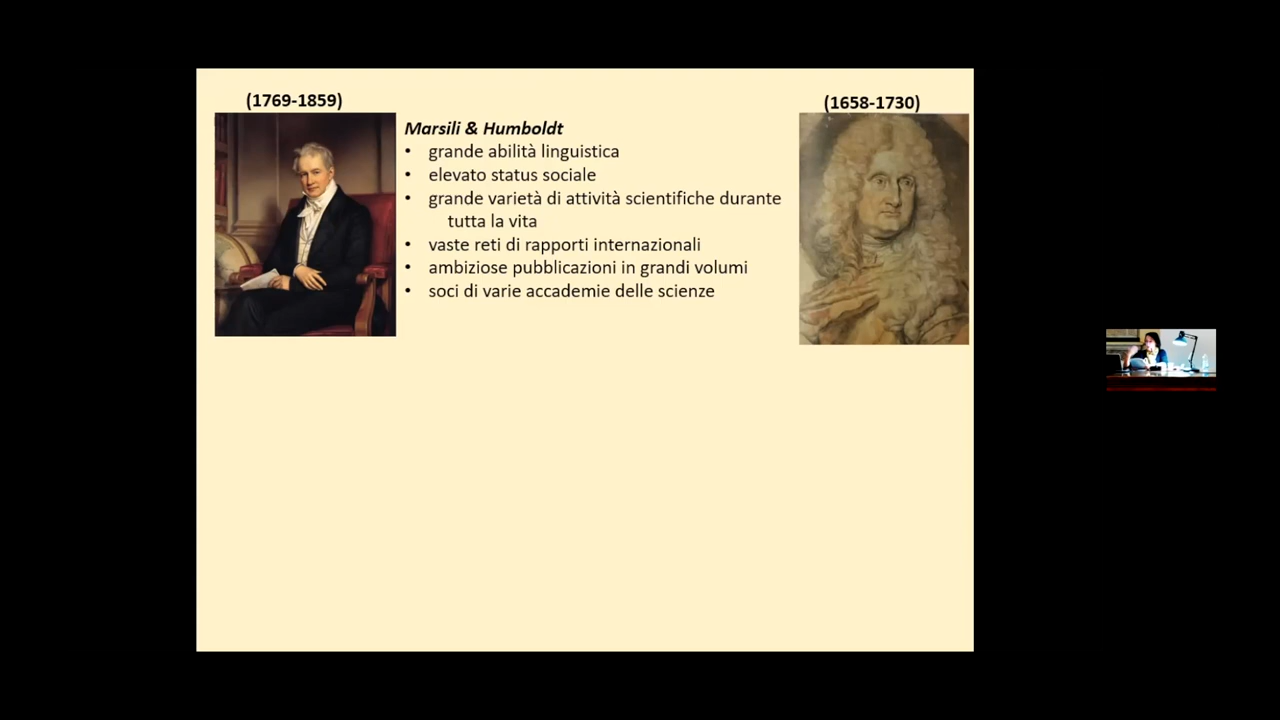 (1769-1859)
(1658-1730)
Marsili & Humboldt
• grande abilità linguistica
• elevato status sociale
• grande varietà di attività scientifiche durante
tutta la vita
• vaste reti di rapporti internazionali
• ambiziose pubblicazioni in grandi volumi
• soci di varie accademie delle scienze